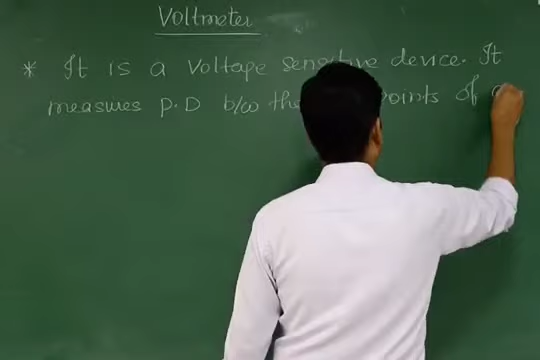 Voltmeter
* It is a Voltage sensitive device. It
measures P.D b/w the points of a